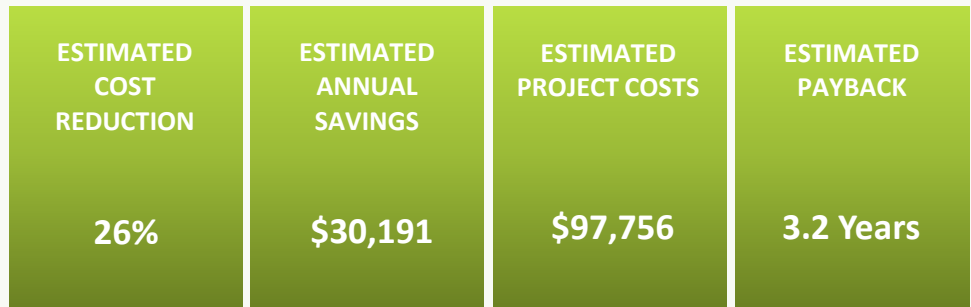 ESTIMATED
COST
REDUCTION
26%
ESTIMATED
ANNUAL
SAVINGS
$30,191
ESTIMATED
PROJECT COSTS
$97,756
ESTIMATED
PAYBACK
3.2 Years